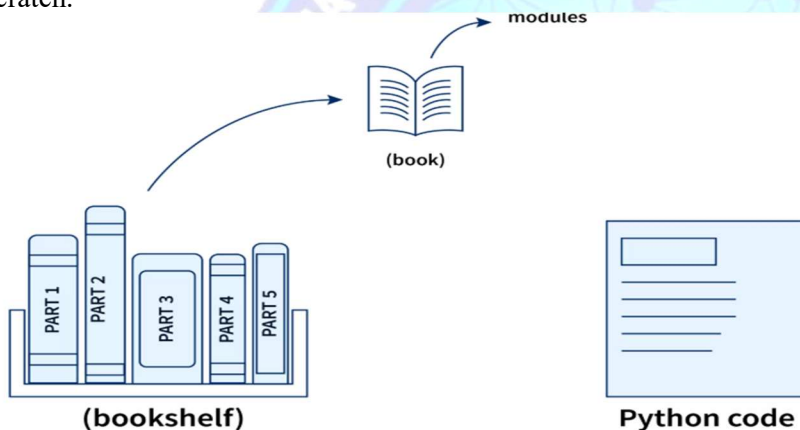 modules
(book)
PART 1
PART 2
PART 3
PART 4
PART 5
(bookshelf)
Python code